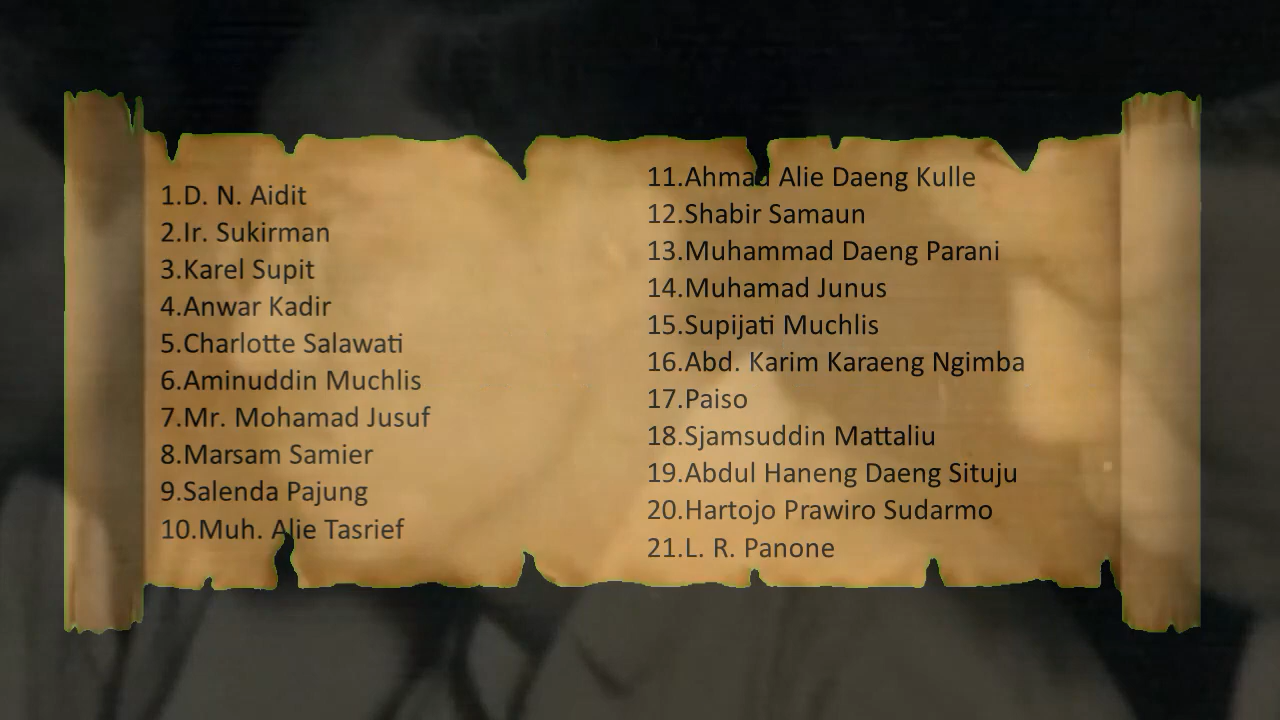 1.D. N. Aidit
2.Ir. Sukirman
3.Karel Supit
4.Anwar Kadir
5.Charlotte Salawati
6.Aminuddin Muchlis
7.Mr. Mohamad Jusuf
8.Marsam Samier
9.Salenda Pajung
10.Muh. Alie Tasrief
11.Ahmad Alie Daeng Kulle
12.Shabir Samaun
13.Muhammad Daeng Parani
14.Muhamad Junus
15.Supijati Muchlis
16.Abd. Karim Karaeng Ngimba
17.Paiso
18.Sjamsuddin Mattaliu
19.Abdul Haneng Daeng Situju
20.Hartojo Prawiro Sudarmo
21.L. R. Panone